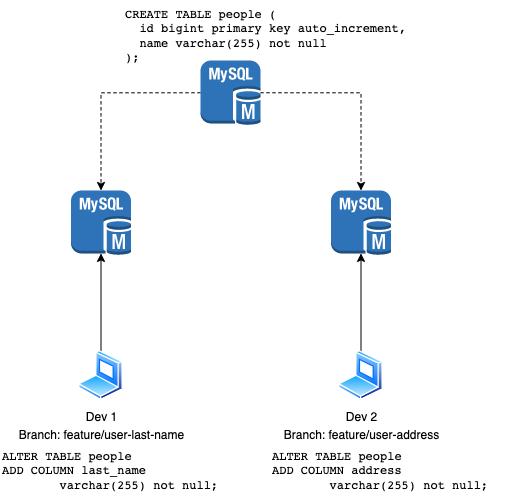 CREATE TABLE people (
id bigint primary key auto_increment,
name varchar(255) not null
);
MySQL
M
MySQL
M
MySQL
M
Dev 1
Branch: feature/user-last-name
ALTER TABLE people
ADD COLUMN last_name
varchar(255) not null;
Dev 2
Branch: feature/user-address
ALTER TABLE people
ADD COLUMN address
varchar(255) not null;